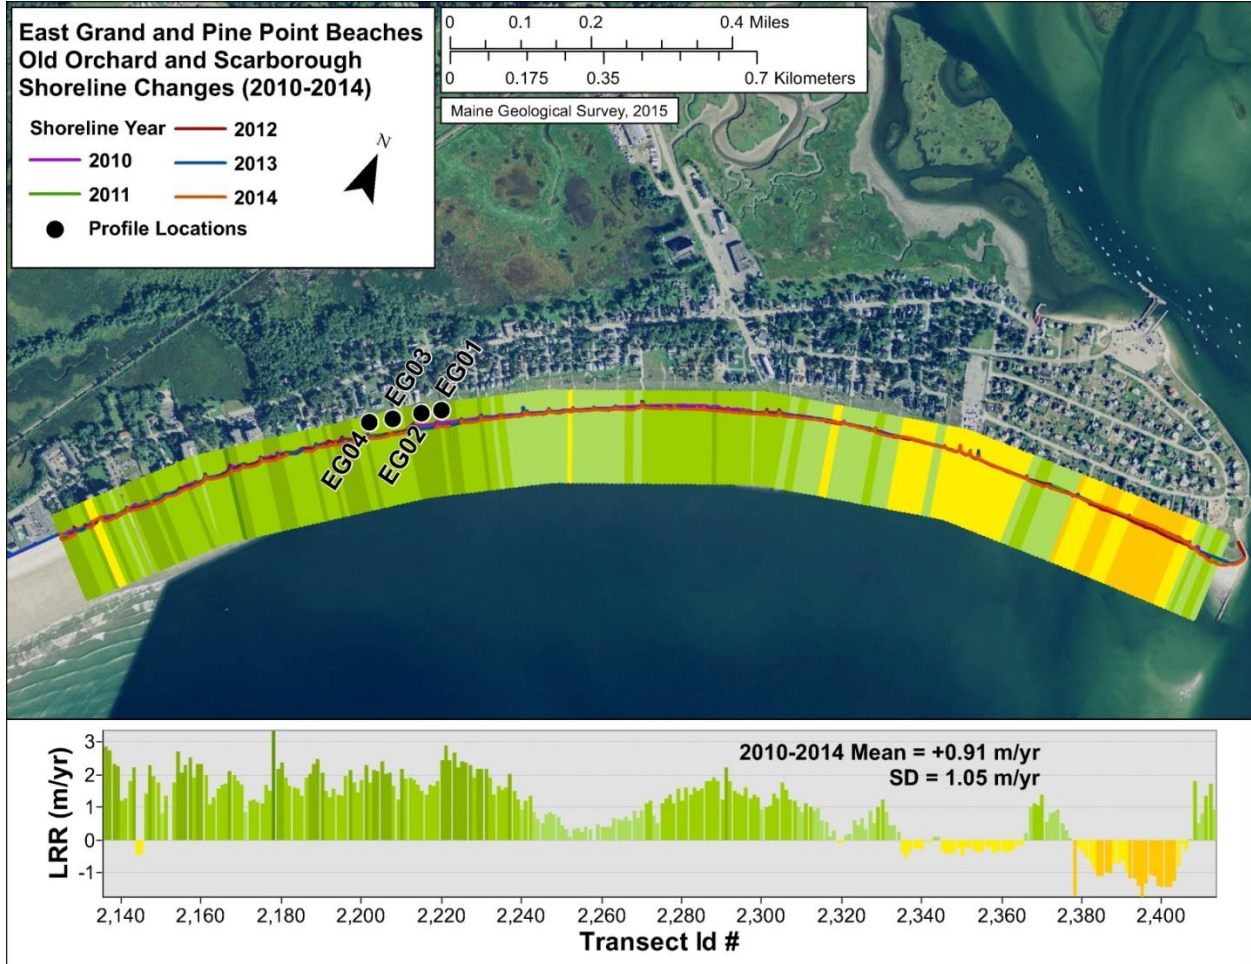 East Grand and Pine Point Beaches
Old Orchard and Scarborough
Shoreline Changes (2010-2014)
Shoreline Year
2010
2011
2012
2013
2014
Profile Locations
N
0 0.1 0.2 0.4 Miles
0 0.175 0.35 0.7 Kilometers
Maine Geological Survey, 2015
EG04
EG03
EG02
EG01
2010-2014 Mean = +0.91 m/yr
SD = 1.05 m/yr
LRR (m/yr)
3
2
1
0
-1
2,140 2,160 2,180 2,200 2,220 2,240 2,260 2,280 2,300 2,320 2,340 2,360 2,380 2,400
Transect Id #